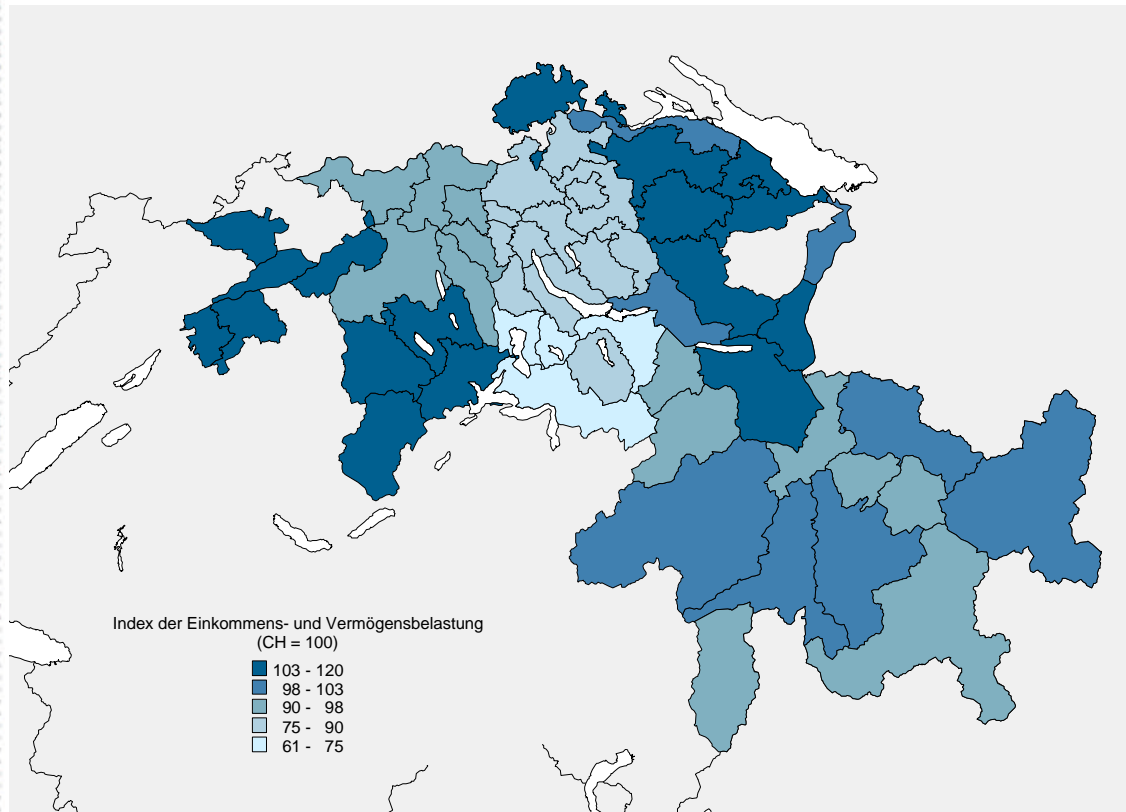 Index der Einkommens- und Vermögensbelastung
(CH = 100)
103 - 120
98 - 103
90 - 98
75 - 90
61 - 75